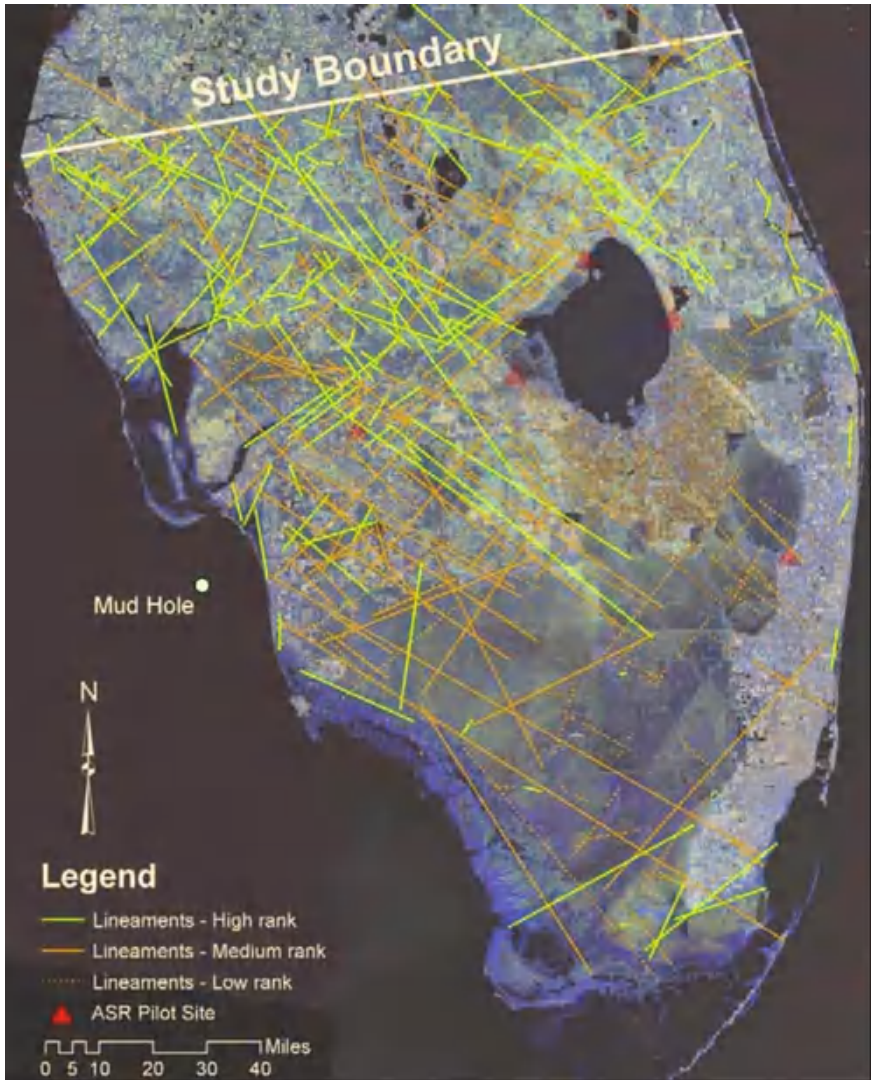 Study Boundary
Mud Hole
N
Legend
Lineaments - High rank
Lineaments - Medium rank
Lineaments - Low rank
ASR Pilot Site
Miles
0 5 10 20 30 40